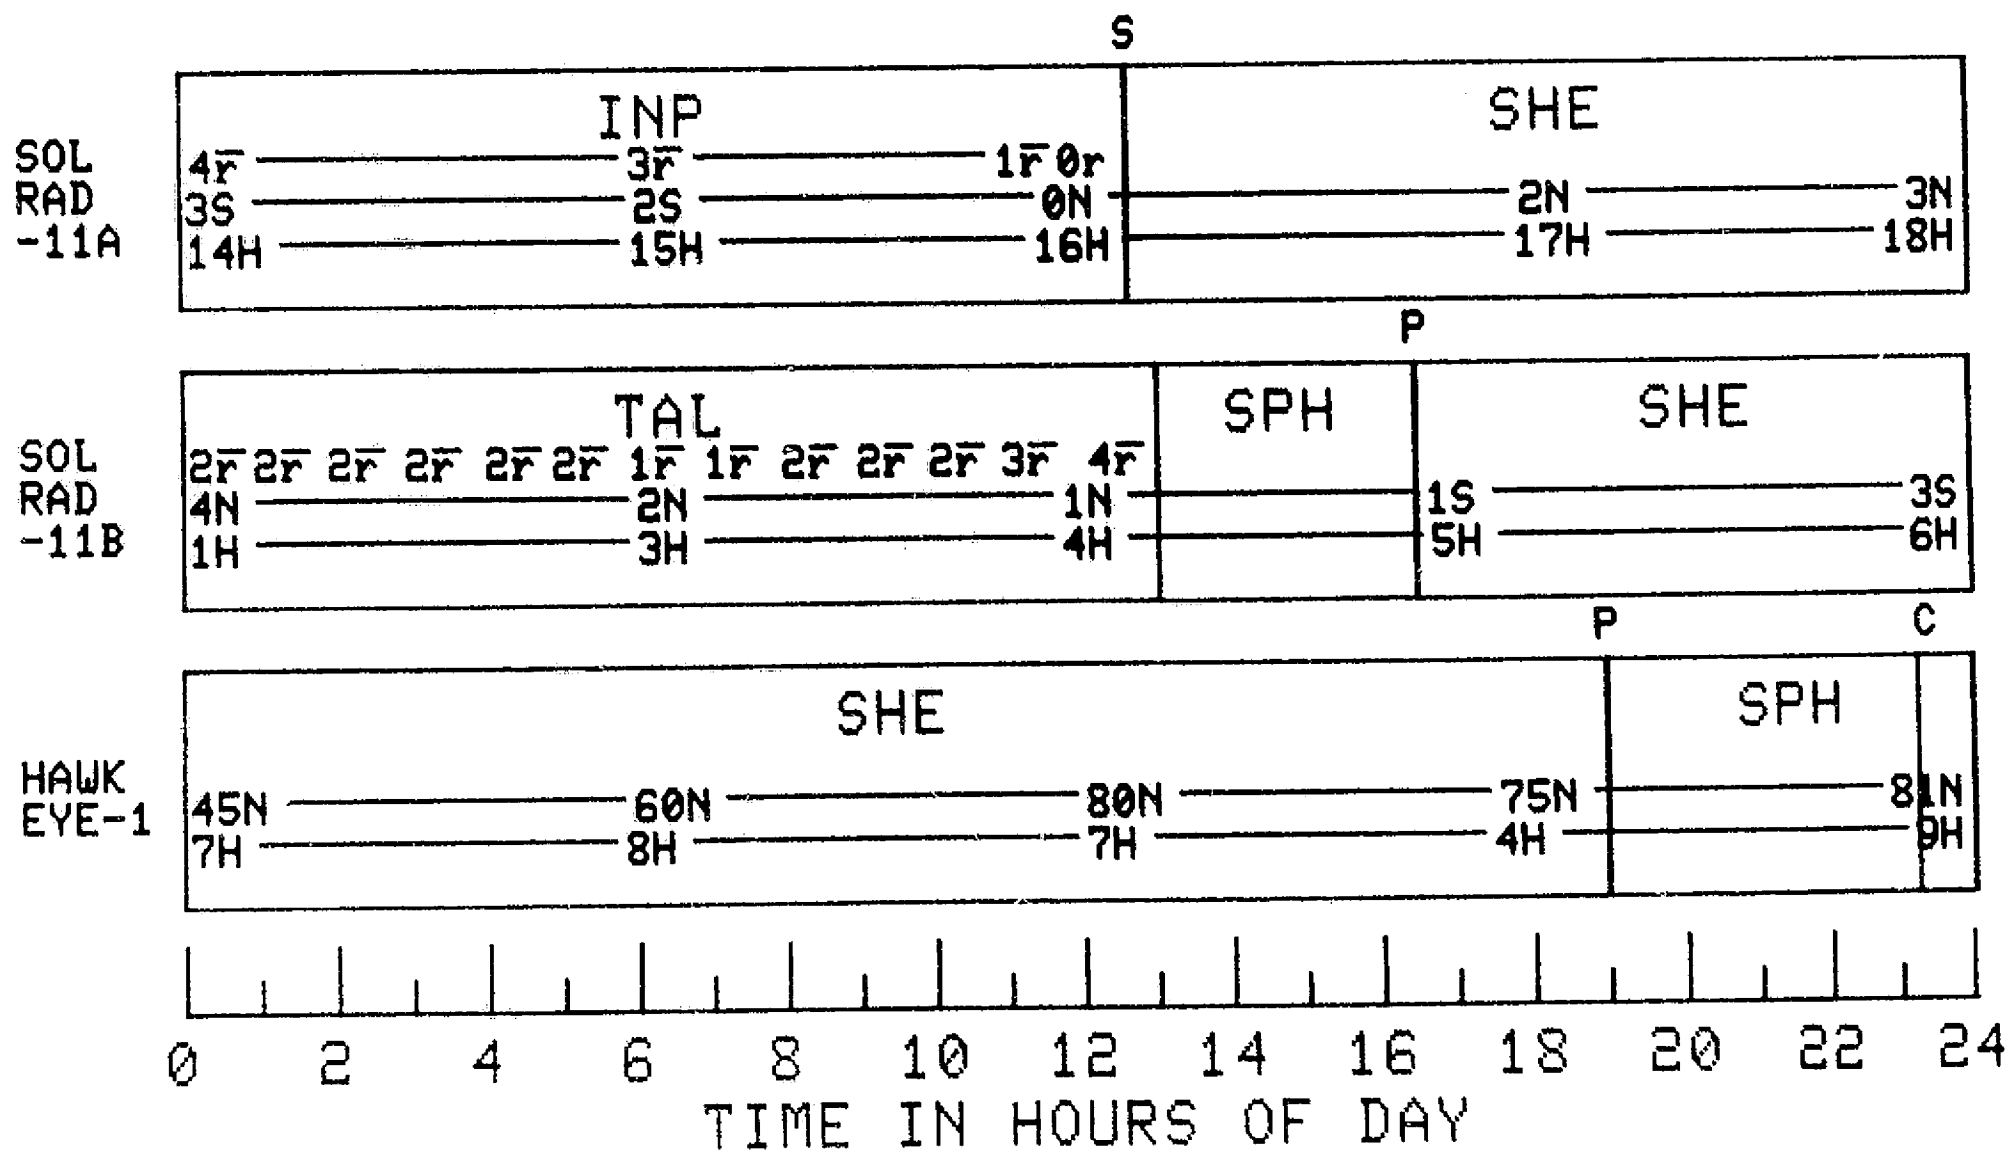 S
INP SHE
SOL 4r̅ 3r̅ 1r̅ 0r
RAD 3S 2S 0N 2N 3N
-11A 14H 15H 16H 17H 18H
P
TAL SPH SHE
SOL 2r̅ 2r̅ 2r̅ 2r̅ 2r̅ 2r̅ 1r̅ 1r̅ 2r̅ 2r̅ 2r̅ 3r̅ 4r̅
RAD 4N 2N 1N 1S 3S
-11B 1H 3H 4H 5H 6H
P C
SHE SPH
HAWK 45N 60N 80N 75N 81N
EYE-1 7H 8H 7H 4H 9H
0 2 4 6 8 10 12 14 16 18 20 22 24
TIME IN HOURS OF DAY